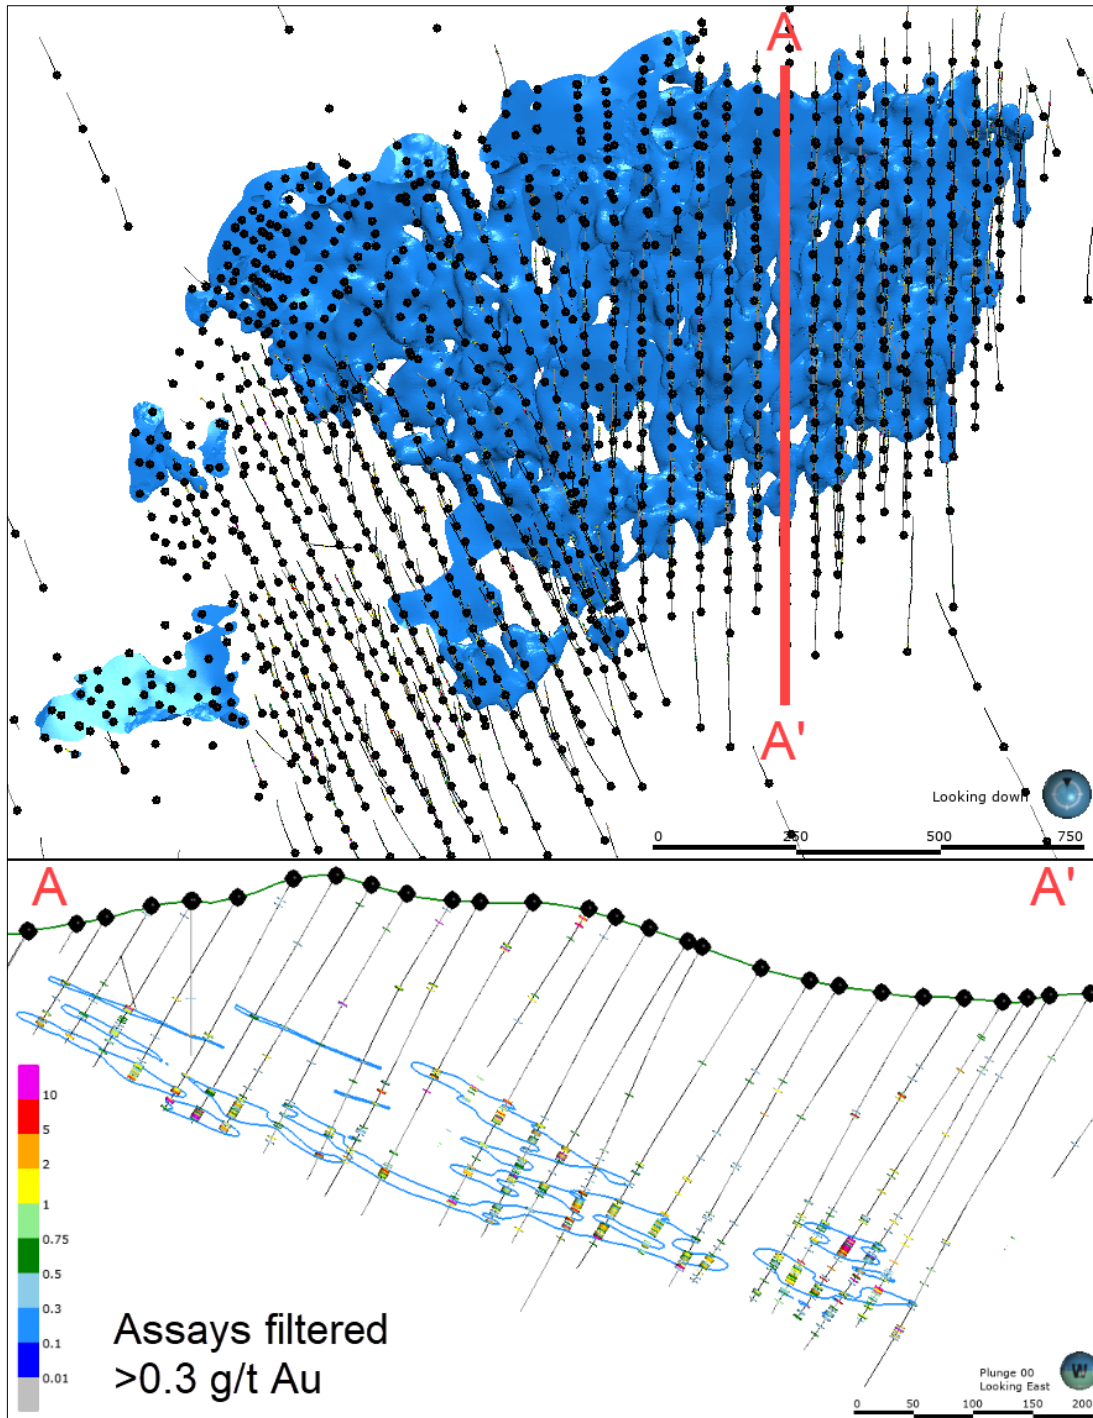 A
A'
Looking down
0 250 500 750
A A'
10
5
2
1
0.75
0.5
0.3
0.1
0.01
Assays filtered
>0.3 g/t Au
Plunge 00
Looking East
W
0 50 100 150 200